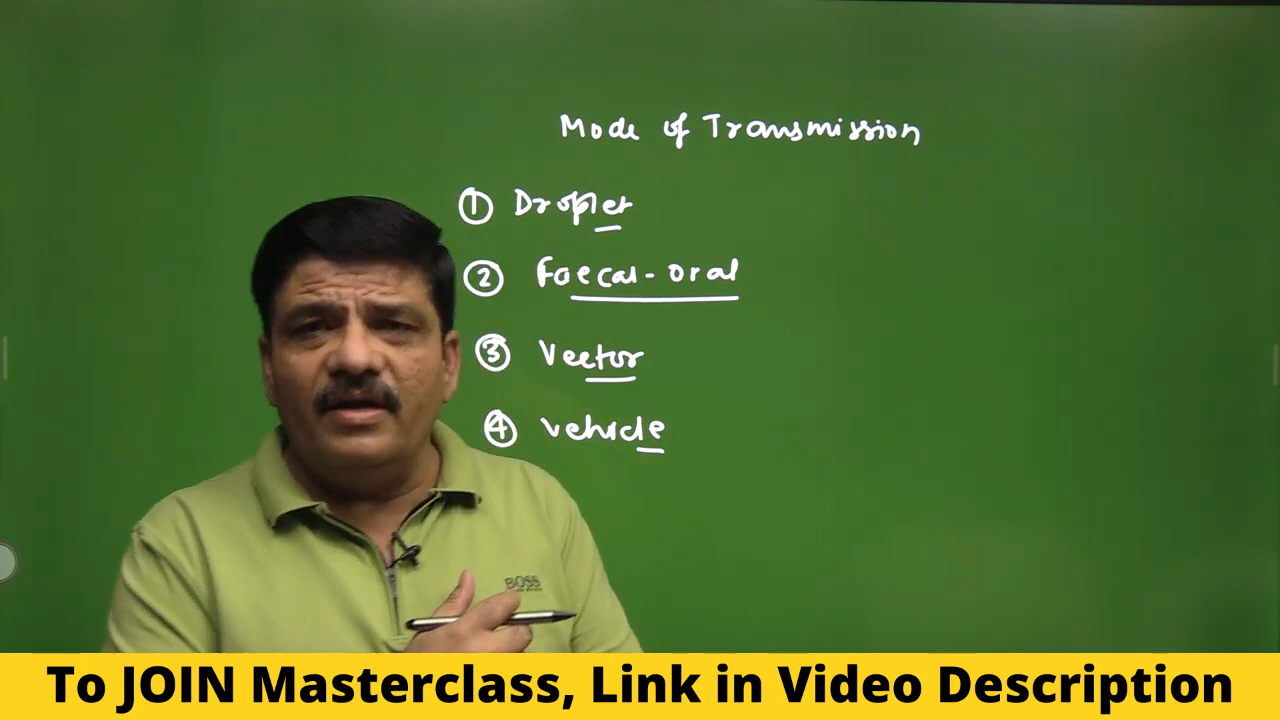 Mode of Transmission
① Droplet
② Faecal-oral
③ Vector
④ vehicle
BOSS
To JOIN Masterclass, Link in Video Description